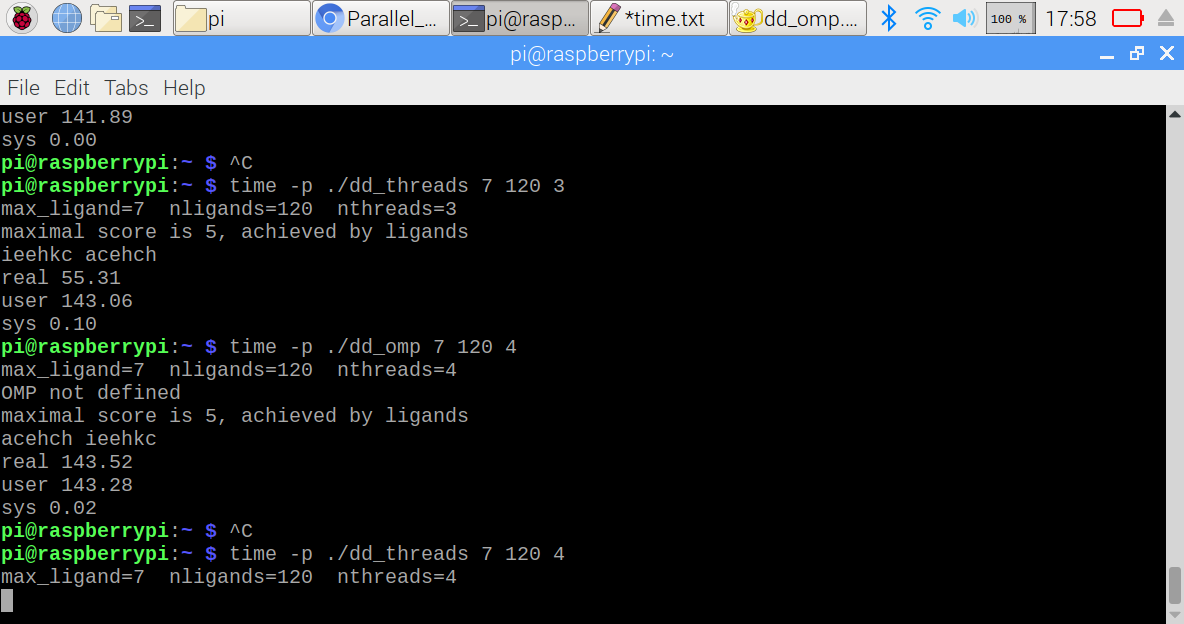 pi
Parallel_...
pi@rasp...
*time.txt
dd_omp....
100 %
17:58
pi@raspberrypi: ~
File Edit Tabs Help
user 141.89
sys 0.00
pi@raspberrypi:~ $ ^C
pi@raspberrypi:~ $ time -p ./dd_threads 7 120 3
max_ligand=7  nligands=120  nthreads=3
maximal score is 5, achieved by ligands
ieehkc acehch
real 55.31
user 143.06
sys 0.10
pi@raspberrypi:~ $ time -p ./dd_omp 7 120 4
max_ligand=7  nligands=120  nthreads=4
OMP not defined
maximal score is 5, achieved by ligands
acehch ieehkc
real 143.52
user 143.28
sys 0.02
pi@raspberrypi:~ $ ^C
pi@raspberrypi:~ $ time -p ./dd_threads 7 120 4
max_ligand=7  nligands=120  nthreads=4